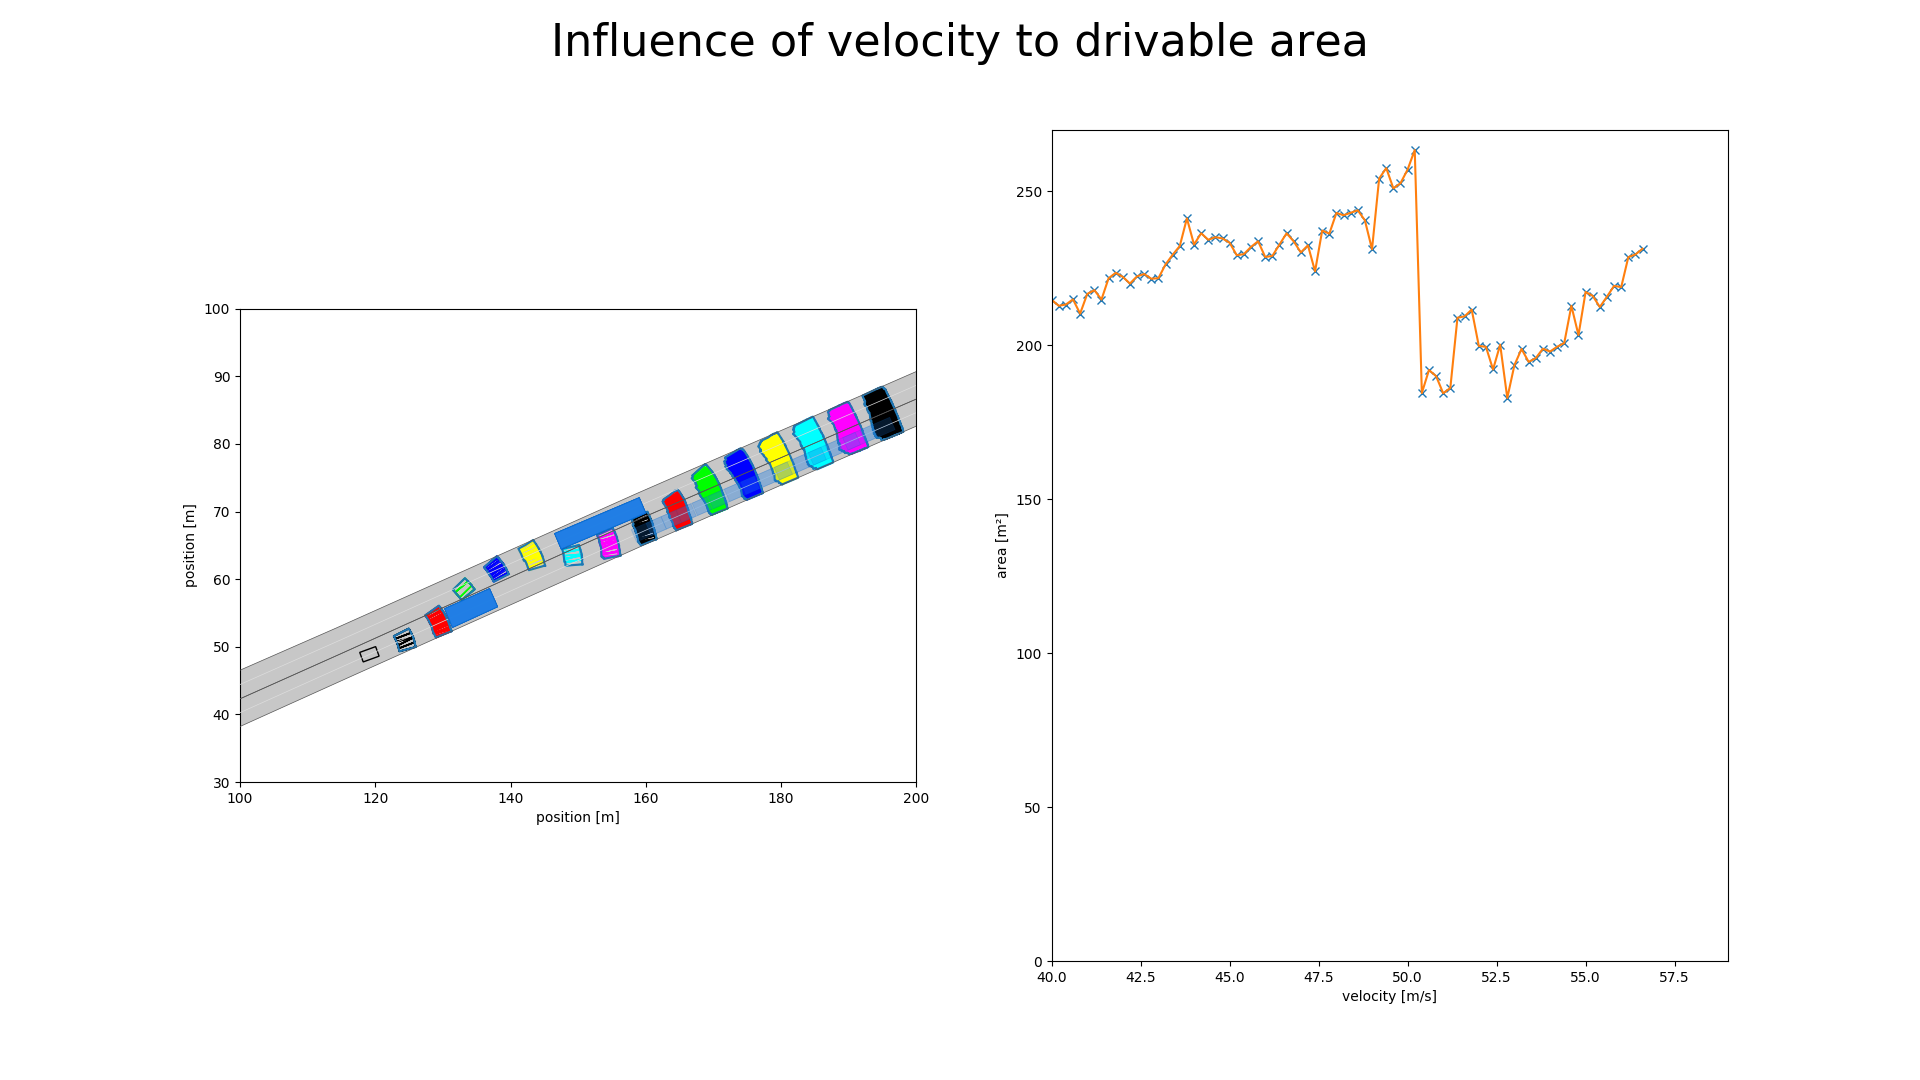 Influence of velocity to drivable area
100
90
80
70
60
50
40
30
position [m]
100 120 140 160 180 200
position [m]
250
200
150
100
50
0
area [m²]
40.0 42.5 45.0 47.5 50.0 52.5 55.0 57.5
velocity [m/s]